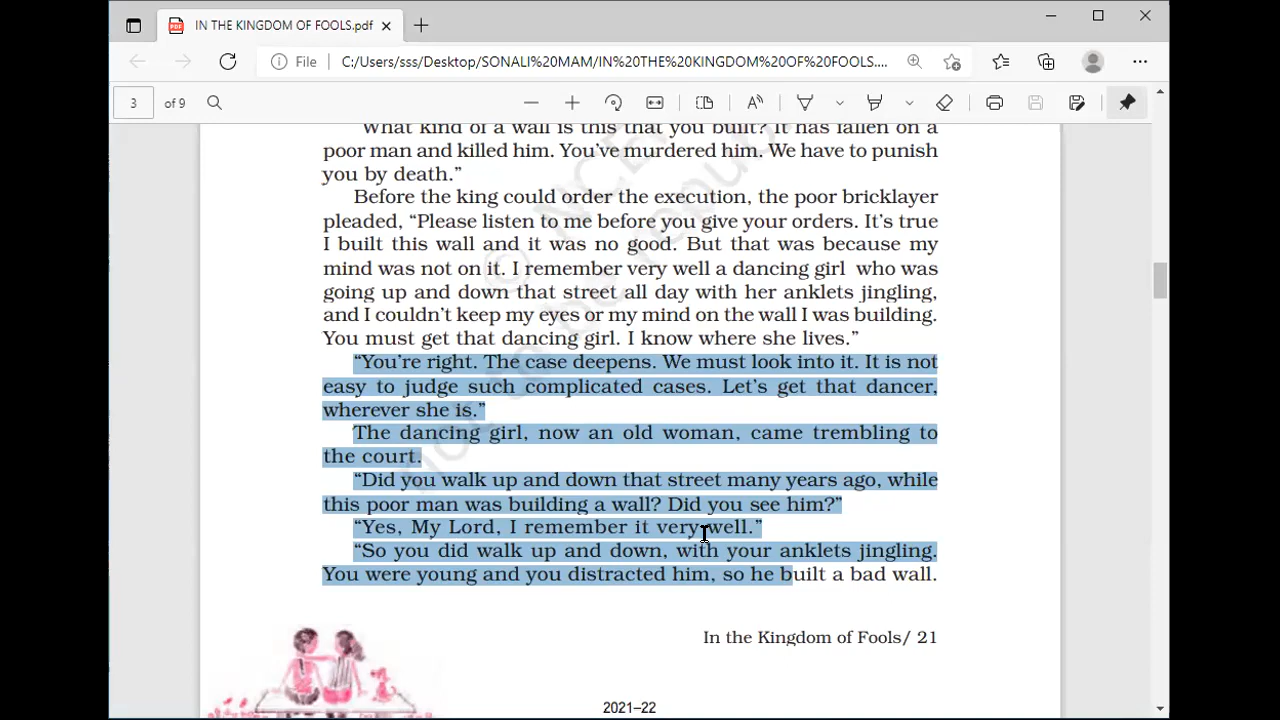 IN THE KINGDOM OF FOOLS.pdf
File C:/Users/sss/Desktop/SONALI%20MAM/IN%20THE%20KINGDOM%20OF%20FOOLS....
3 of 9
What kind of a wall is this that you built? It has fallen on a
poor man and killed him. You’ve murdered him. We have to punish
you by death.”
Before the king could order the execution, the poor bricklayer
pleaded, “Please listen to me before you give your orders. It’s true
I built this wall and it was no good. But that was because my
mind was not on it. I remember very well a dancing girl who was
going up and down that street all day with her anklets jingling,
and I couldn’t keep my eyes or my mind on the wall I was building.
You must get that dancing girl. I know where she lives.”
“You’re right. The case deepens. We must look into it. It is not
easy to judge such complicated cases. Let’s get that dancer,
wherever she is.”
The dancing girl, now an old woman, came trembling to
the court.
“Did you walk up and down that street many years ago, while
this poor man was building a wall? Did you see him?”
“Yes, My Lord, I remember it very well.”
“So you did walk up and down, with your anklets jingling.
You were young and you distracted him, so he built a bad wall.
In the Kingdom of Fools/ 21
2021–22